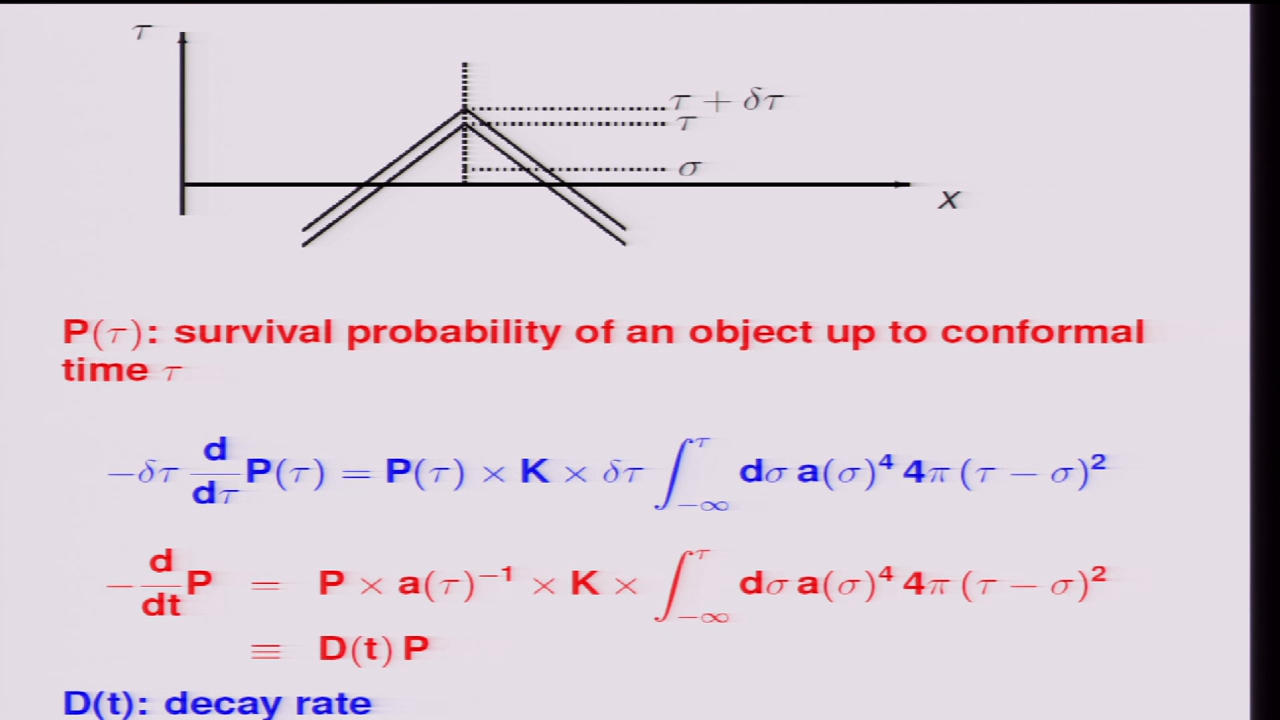 τ
τ + δτ
τ
σ
x
P(τ): survival probability of an object up to conformal
time τ
−δτ d/dτ P(τ) = P(τ) × K × δτ ∫_{−∞}^{τ} dσ a(σ)⁴ 4π (τ − σ)²
−d/dt P = P × a(τ)⁻¹ × K × ∫_{−∞}^{τ} dσ a(σ)⁴ 4π (τ − σ)²
≡ D(t) P
D(t): decay rate